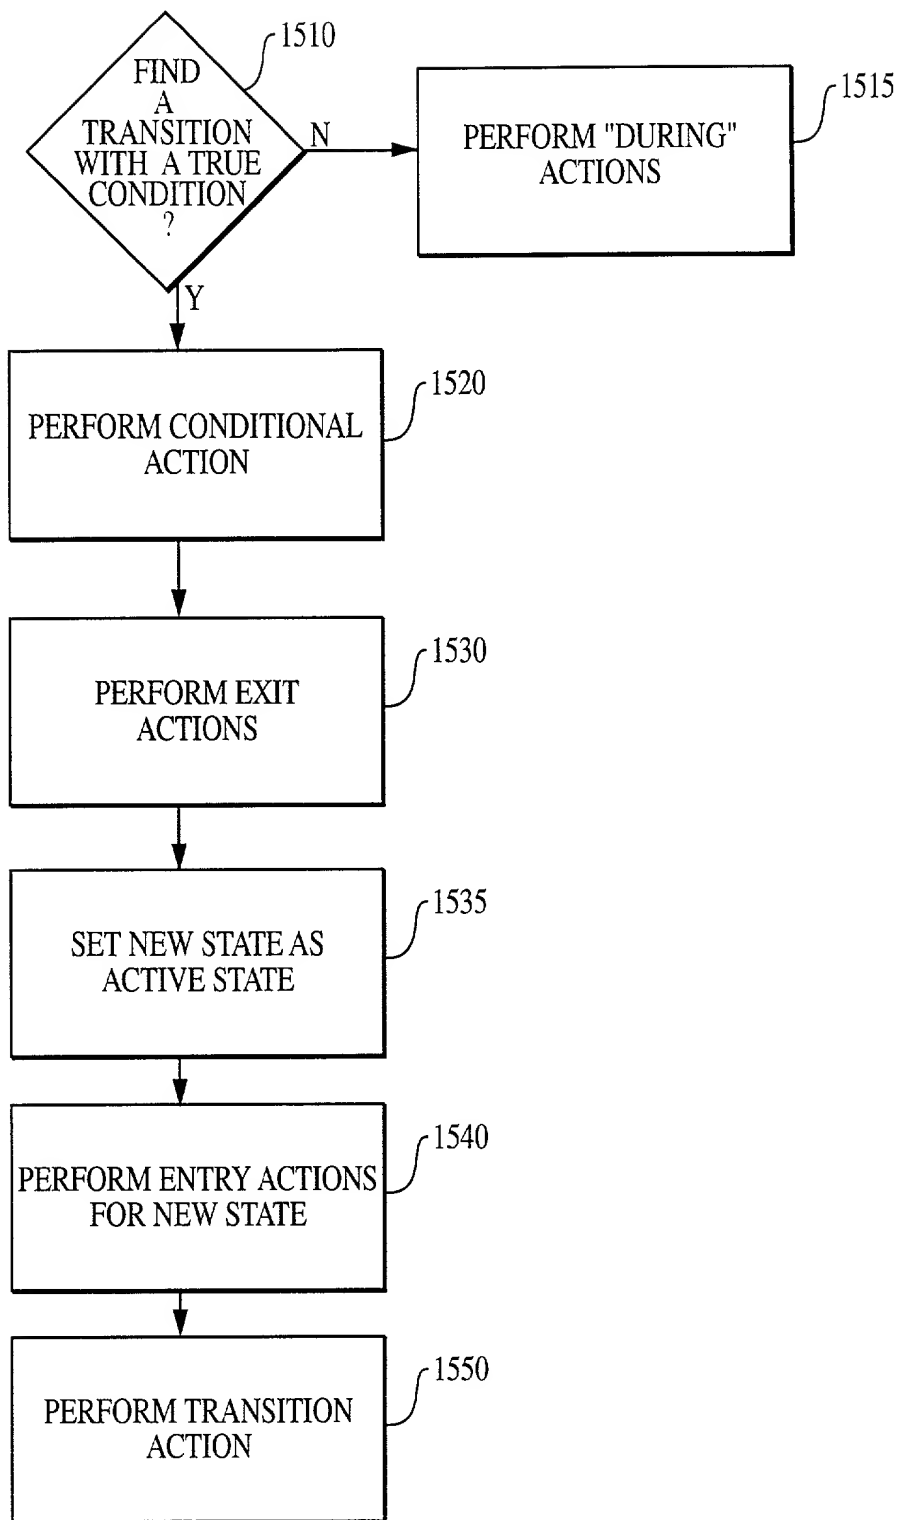 1510
FIND
A
TRANSITION
WITH A TRUE
CONDITION
?
N
PERFORM "DURING"
ACTIONS
1515
Y
PERFORM CONDITIONAL
ACTION
1520
PERFORM EXIT
ACTIONS
1530
SET NEW STATE AS
ACTIVE STATE
1535
PERFORM ENTRY ACTIONS
FOR NEW STATE
1540
PERFORM TRANSITION
ACTION
1550